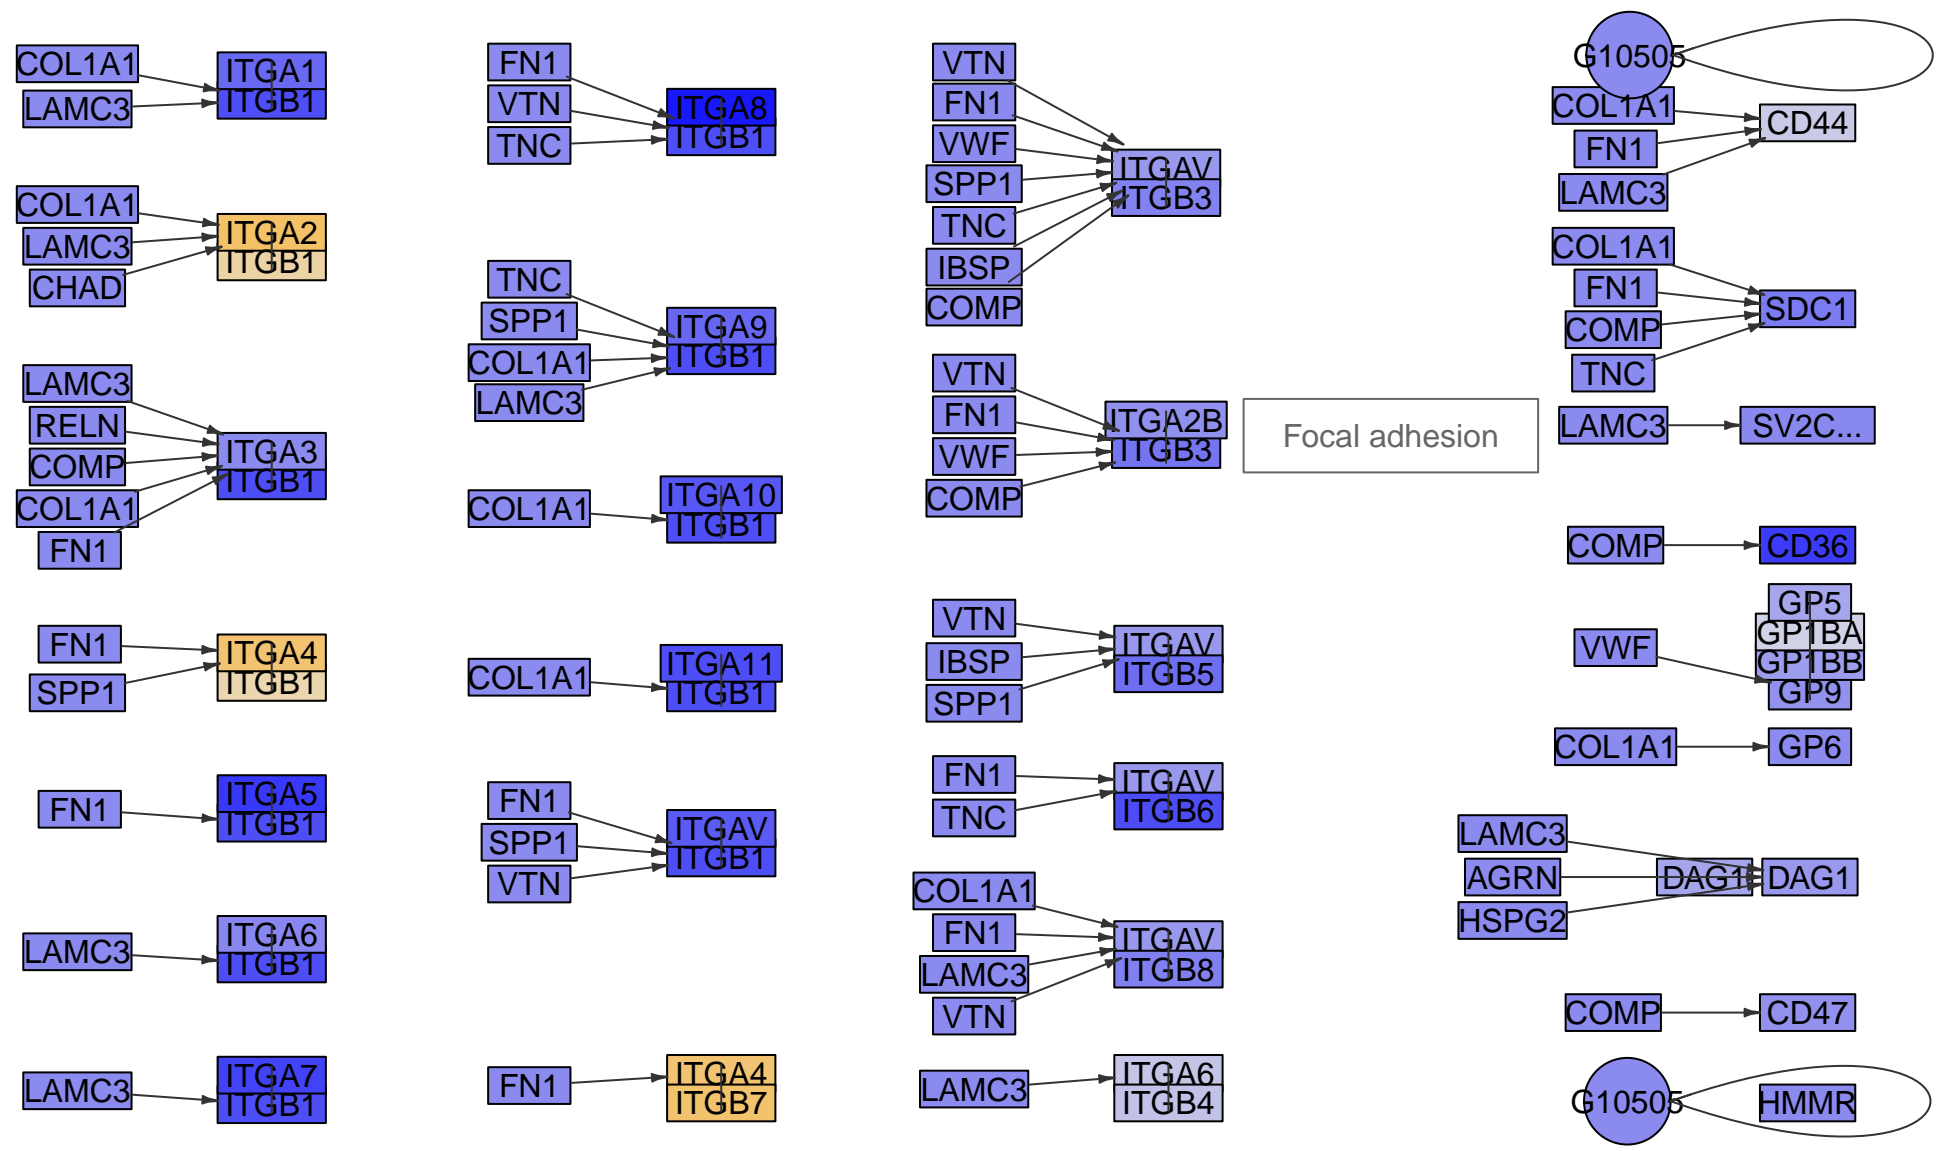 COL1A1
LAMC3
ITGA1
ITGB1
COL1A1
LAMC3
CHAD
ITGA2
ITGB1
LAMC3
RELN
COMP
COL1A1
FN1
ITGA3
ITGB1
FN1
SPP1
ITGA4
ITGB1
FN1
ITGA5
ITGB1
LAMC3
ITGA6
ITGB1
LAMC3
ITGA7
ITGB1
FN1
VTN
TNC
ITGA8
ITGB1
TNC
SPP1
COL1A1
LAMC3
ITGA9
ITGB1
COL1A1
ITGA10
ITGB1
COL1A1
ITGA11
ITGB1
FN1
SPP1
VTN
ITGAV
ITGB1
FN1
ITGA4
ITGB7
VTN
FN1
VWF
SPP1
TNC
IBSP
COMP
ITGAV
ITGB3
VTN
FN1
VWF
COMP
ITGA2B
ITGB3
VTN
IBSP
SPP1
ITGAV
ITGB5
FN1
TNC
ITGAV
ITGB6
COL1A1
FN1
LAMC3
VTN
ITGAV
ITGB8
LAMC3
ITGA6
ITGB4
Focal adhesion
G10505
COL1A1
FN1
LAMC3
CD44
COL1A1
FN1
COMP
TNC
SDC1
LAMC3
SV2C...
COMP
CD36
VWF
GP5
GP1BA
GP1BB
GP9
COL1A1
GP6
LAMC3
AGRN
HSPG2
DAG1
DAG1
COMP
CD47
G10505
HMMR